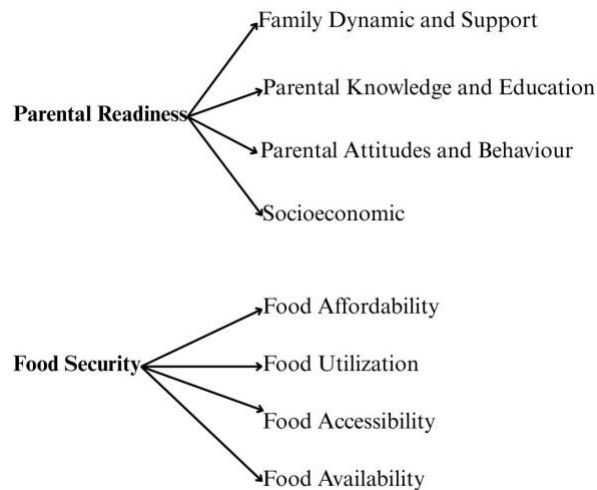 Family Dynamic and Support
Parental Knowledge and Education
Parental Readiness
Parental Attitudes and Behaviour
Socioeconomic
Food Affordability
Food Security
Food Utilization
Food Accessibility
Food Availability